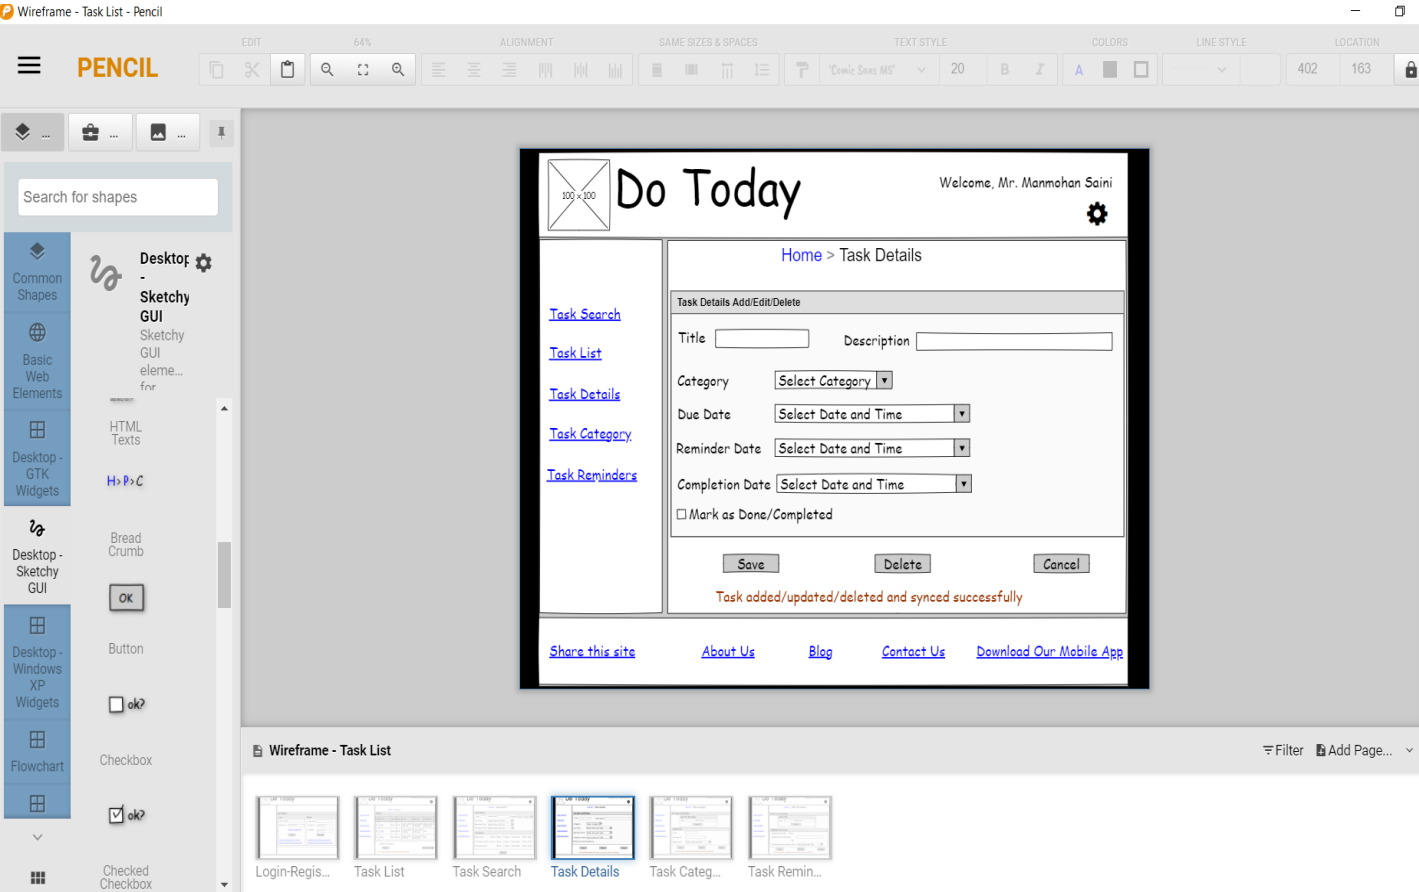 Wireframe - Task List - Pencil
EDIT
64%
ALIGNMENT
SAME SIZES & SPACES
TEXT STYLE
COLORS
LINE STYLE
LOCATION
PENCIL
"Comic Sans MS"
20
B
I
A
402
163
...
...
...
Search for shapes
Common
Shapes
Basic
Web
Elements
Desktop -
GTK
Widgets
Desktop -
Sketchy
GUI
Desktop -
Windows
XP
Widgets
Flowchart
Desktop
-
Sketchy
GUI
Sketchy
GUI
eleme...
for
HTML
Texts
H>P>C
Bread
Crumb
OK
Button
ok?
Checkbox
ok?
Checked
Checkbox
100 x 100
Do Today
Welcome, Mr. Manmohan Saini
Home > Task Details
Task Search
Task List
Task Details
Task Category
Task Reminders
Task Details Add/Edit/Delete
Title
Description
Category Select Category
Due Date Select Date and Time
Reminder Date Select Date and Time
Completion Date Select Date and Time
Mark as Done/Completed
Save Delete Cancel
Task added/updated/deleted and synced successfully
Share this site About Us Blog Contact Us Download Our Mobile App
Wireframe - Task List
Filter
Add Page...
Login-Regis...
Task List
Task Search
Task Details
Task Categ...
Task Remin...